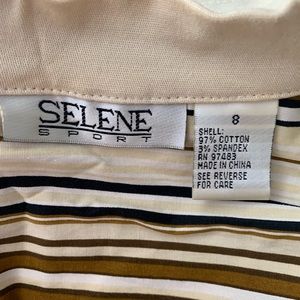 SELENE
SPORT
8
SHELL:
97% COTTON
3% SPANDEX
RN 97483
MADE IN CHINA
SEE REVERSE
FOR CARE